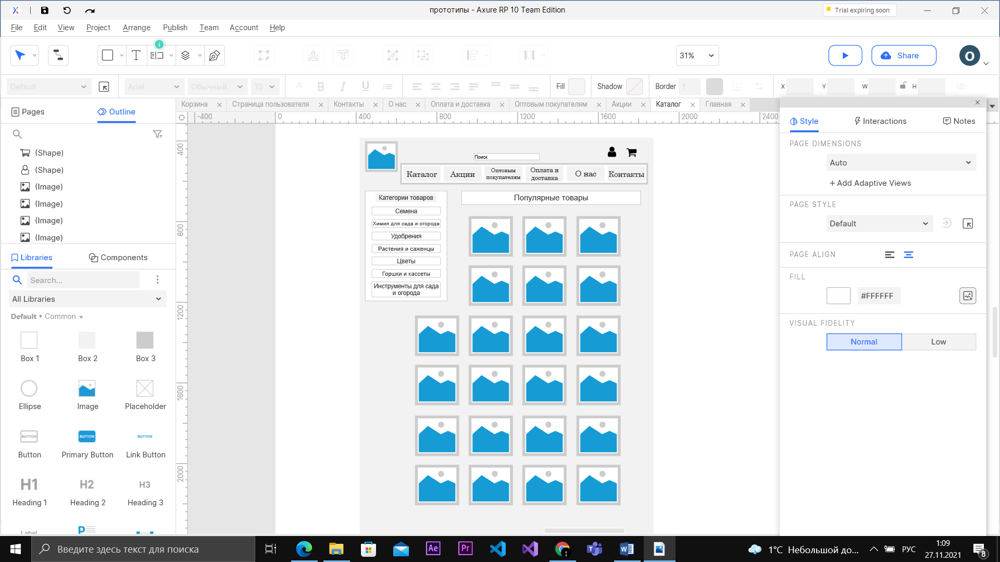 прототипы - Axure RP 10 Team Edition
Trial expiring soon
File Edit View Project Arrange Publish Team Account Help
31%
Share
O
Default
Arial
Обычный
13
Fill
Shadow
Border
1
X
Y
W
H
Pages
Outline
Корзина
Страница пользователя
Контакты
О нас
Оплата и доставка
Оптовым покупателям
Акции
Каталог
Главная
-400 0 400 800 1200 1600 2000 2400
400
800
1200
1600
2000
(Shape)
(Shape)
(Image)
(Image)
(Image)
(Image)
Libraries
Components
Search...
All Libraries
Default • Common
Box 1
Box 2
Box 3
Ellipse
Image
Placeholder
BUTTON
BUTTON
BUTTON
Button
Primary Button
Link Button
H1
H2
H3
Heading 1
Heading 2
Heading 3
Label
P
Поиск
Каталог
Акции
Оптовым
покупателям
Оплата и
доставка
О нас
Контакты
Категории товаров
Семена
Химия для сада и огорода
Удобрения
Растения и саженцы
Цветы
Горшки и кассеты
Инструменты для сада
и огорода
Популярные товары
Style
Interactions
Notes
PAGE DIMENSIONS
Auto
+ Add Adaptive Views
PAGE STYLE
Default
PAGE ALIGN
FILL
#FFFFFF
VISUAL FIDELITY
Normal
Low
Введите здесь текст для поиска
Ae
Pr
1°C Небольшой до...
РУС
1:09
27.11.2021
8